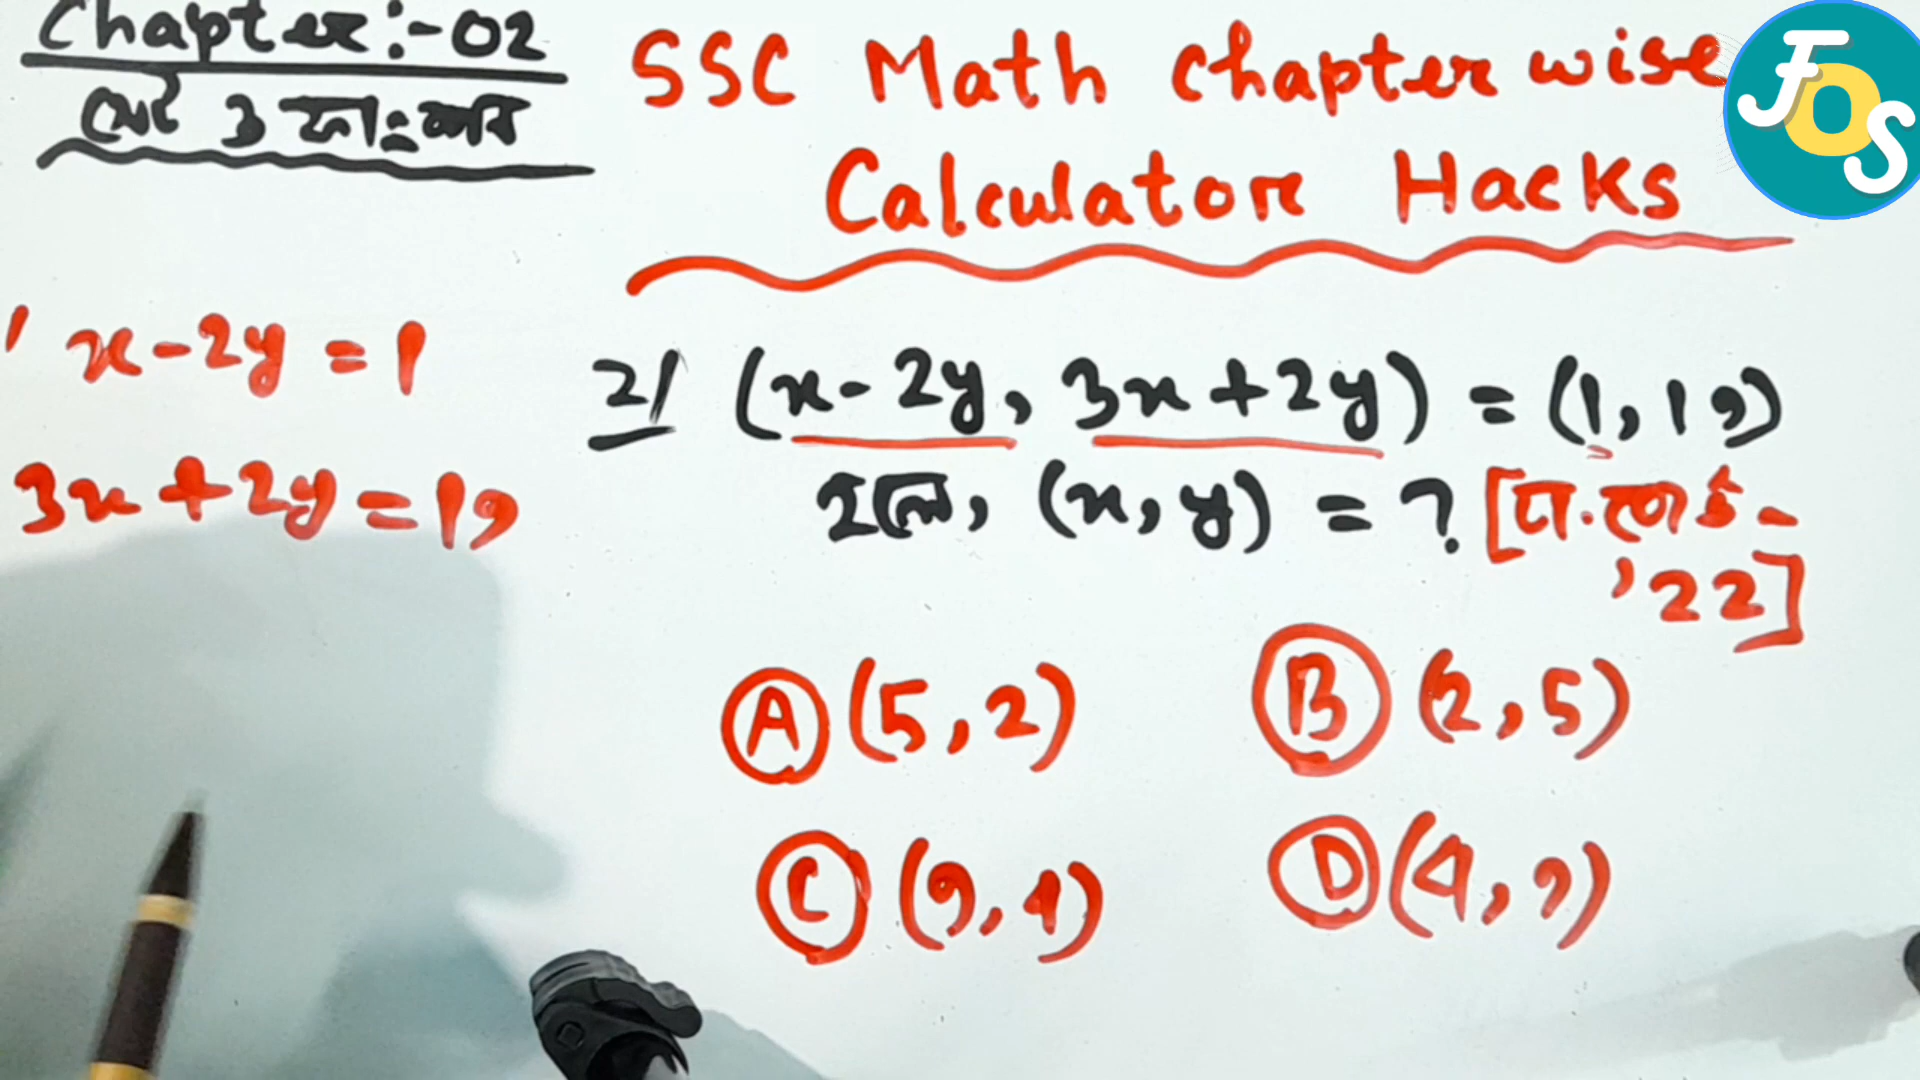 Chapter:-02
সেট ও ফাংশন
SSC Math Chapter wise
Calculator Hacks
FOS
x-2y=1
3x+2y=19
2/ (x-2y, 3x+2y) = (1, 19)
হলে, (x, y) = ? [
'22]
A (5, 2)
B (2, 5)
C (9, 4)
D (4, 9)